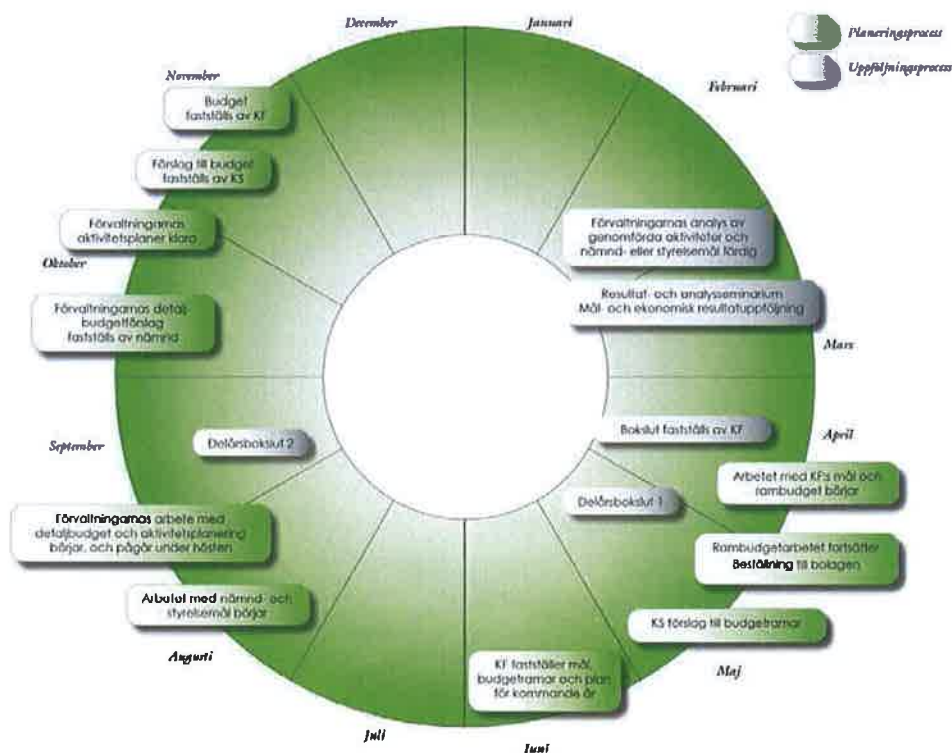 December
Januari
Planeringsprocess
Uppföljningsprocess
November
Februari
Budget
fastställs av KF
Förslag till budget
fastställs av KS
Förvaltningarnas
aktivitetsplaner klara
Oktober
Förvaltningarnas detalj-
budgetförslag
fastställs av nämnd
Förvaltningarnas analys av
genomförda aktiviteter och
nämnd- eller styrelsemål färdig
Resultat- och analysseminarium
Mål- och ekonomisk resultatuppföljning
Mars
September
Delårsbokslut 2
Bokslut fastställs av KF
April
Arbetet med KF:s mål och
rambudget börjar
Delårsbokslut 1
Förvaltningarnas arbete med
detaljbudget och aktivitetsplanering
börjar, och pågår under hösten
Rambudgetarbetet fortsätter
Beställning till bolagen
Arbetet med nämnd- och
styrelsemål börjar
KS förslag till budgetramar
Augusti
KF fastställer mål,
budgetramar och plan
för kommande år
Maj
Juli
Juni